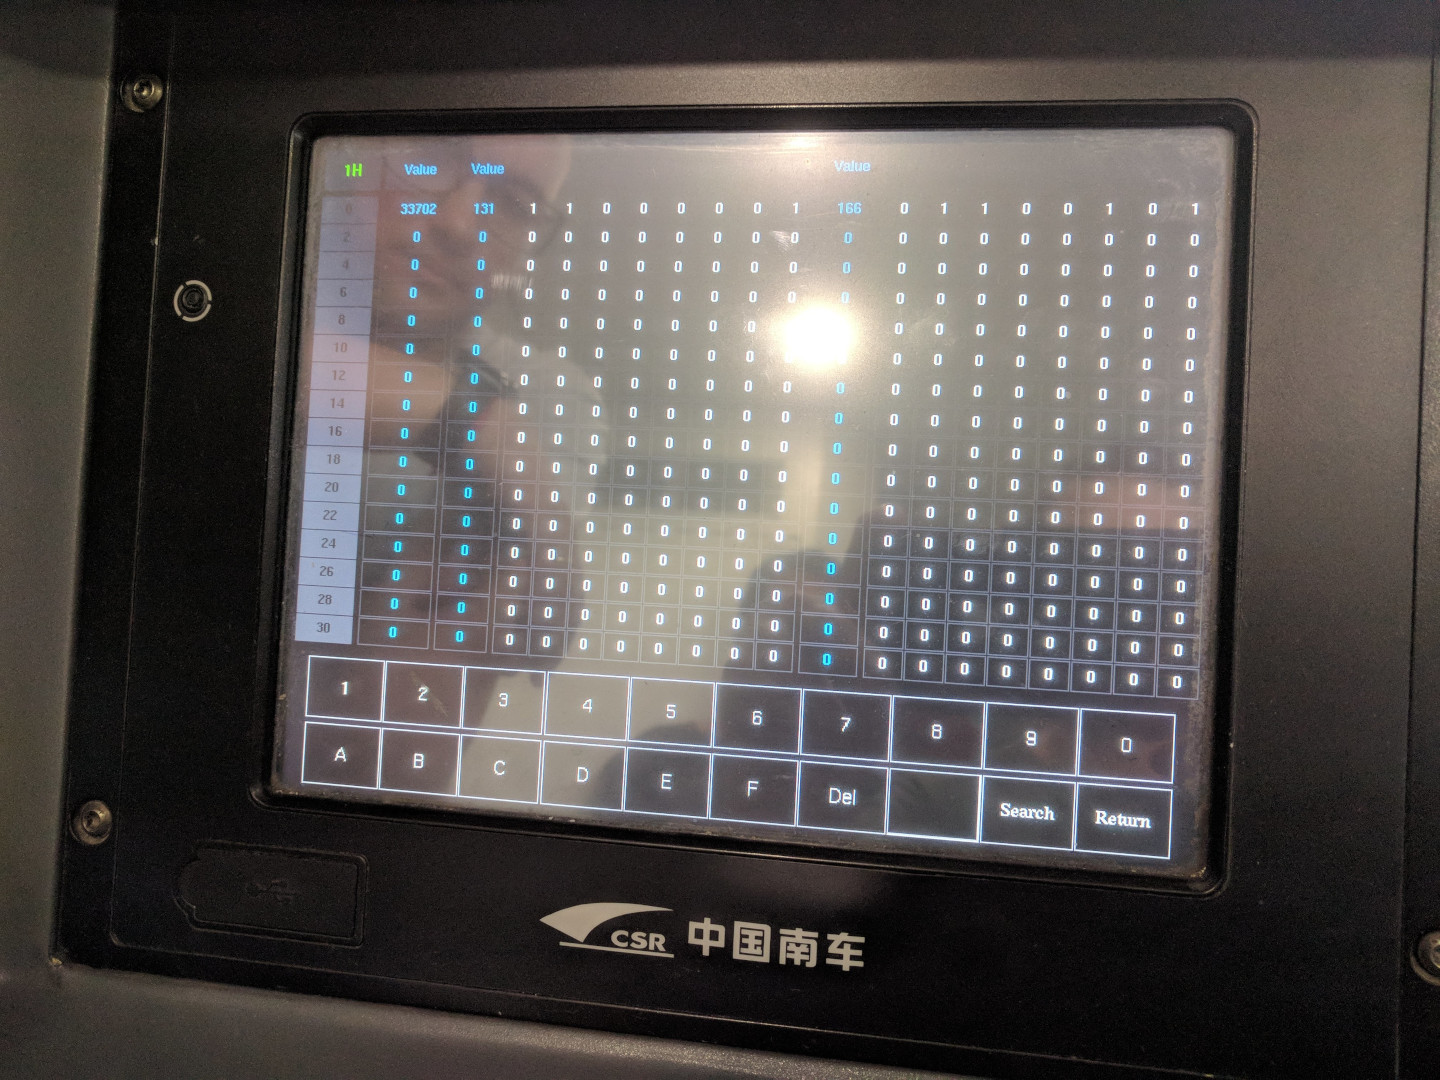 1H Value Value Value
0 33702 131 1 1 0 0 0 0 0 1 166 0 1 1 0 0 1 0 1
2 0 0 0 0 0 0 0 0 0 0 0 0 0 0 0 0 0 0 0
4 0 0 0 0 0 0 0 0 0 0 0 0 0 0 0 0 0 0 0
6 0 0 0 0 0 0 0 0 0 0 0 0 0 0 0 0 0 0 0
8 0 0 0 0 0 0 0 0 0 0 0 0 0 0 0 0 0
10 0 0 0 0 0 0 0 0 0 0 0 0 0 0 0 0 0
12 0 0 0 0 0 0 0 0 0 0 0 0 0 0 0 0 0 0 0
14 0 0 0 0 0 0 0 0 0 0 0 0 0 0 0 0 0 0 0
16 0 0 0 0 0 0 0 0 0 0 0 0 0 0 0 0 0 0 0
18 0 0 0 0 0 0 0 0 0 0 0 0 0 0 0 0 0 0 0
20 0 0 0 0 0 0 0 0 0 0 0 0 0 0 0 0 0 0 0
22 0 0 0 0 0 0 0 0 0 0 0 0 0 0 0 0 0 0 0
24 0 0 0 0 0 0 0 0 0 0 0 0 0 0 0 0 0 0 0
26 0 0 0 0 0 0 0 0 0 0 0 0 0 0 0 0 0 0 0
28 0 0 0 0 0 0 0 0 0 0 0 0 0 0 0 0 0 0 0
30 0 0 0 0 0 0 0 0 0 0 0 0 0 0 0 0 0 0 0
1 2 3 4 5 6 7 8 9 0
A B C D E F Del Search Return
CSR 中国南车